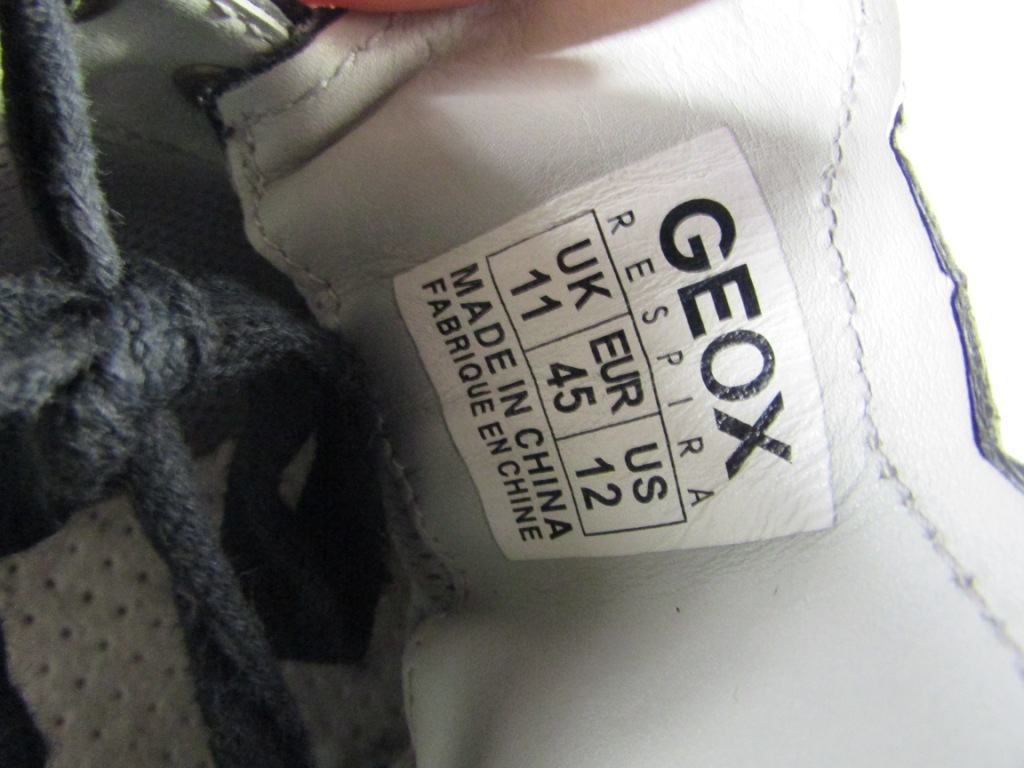 GEOX
RESPIRA
UK EUR US
11 45 12
MADE IN CHINA
FABRIQUE EN CHINE